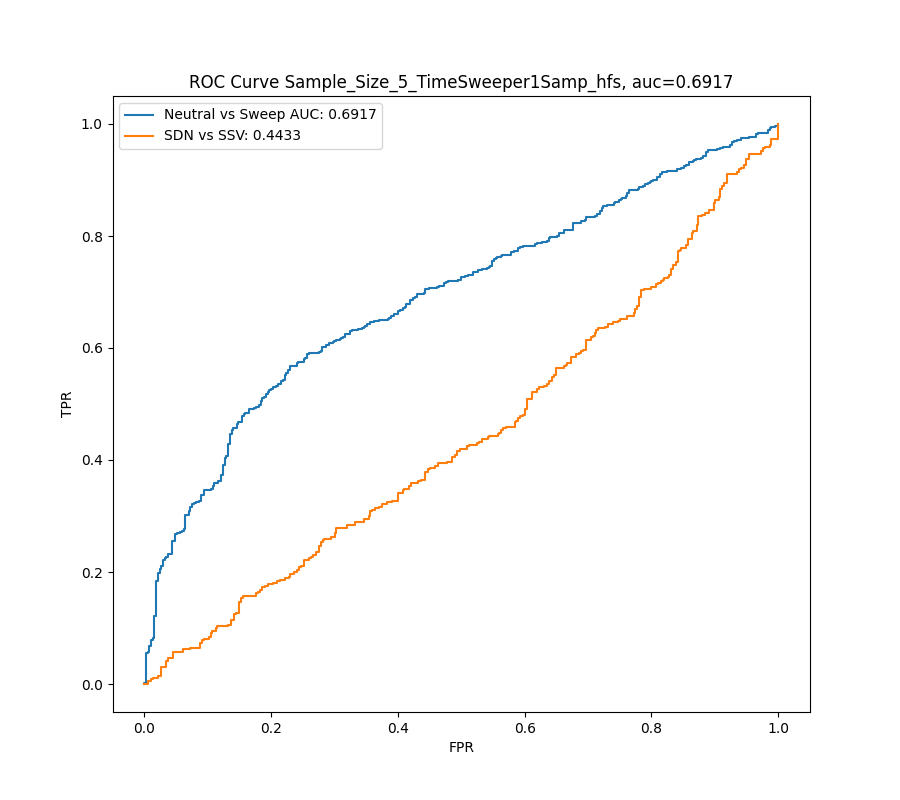 ROC Curve Sample_Size_5_TimeSweeper1Samp_hfs, auc=0.6917
Neutral vs Sweep AUC: 0.6917
SDN vs SSV: 0.4433
1.0
0.8
0.6
0.4
0.2
0.0
TPR
0.0 0.2 0.4 0.6 0.8 1.0
FPR